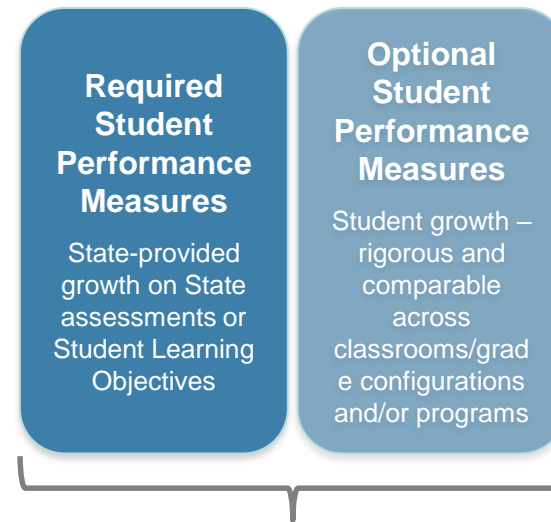 Required
Student
Performance
Measures
State-provided
growth on State
assessments or
Student Learning
Objectives
Optional
Student
Performance
Measures
Student growth –
rigorous and
comparable
across
classrooms/grad
e configurations
and/or programs